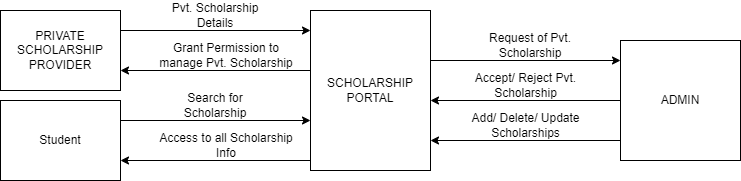 PRIVATE
SCHOLARSHIP
PROVIDER
Pvt. Scholarship
Details
Grant Permission to
manage Pvt. Scholarship
Student
Search for
Scholarship
Access to all Scholarship
Info
SCHOLARSHIP
PORTAL
Request of Pvt.
Scholarship
Accept/ Reject Pvt.
Scholarship
Add/ Delete/ Update
Scholarships
ADMIN